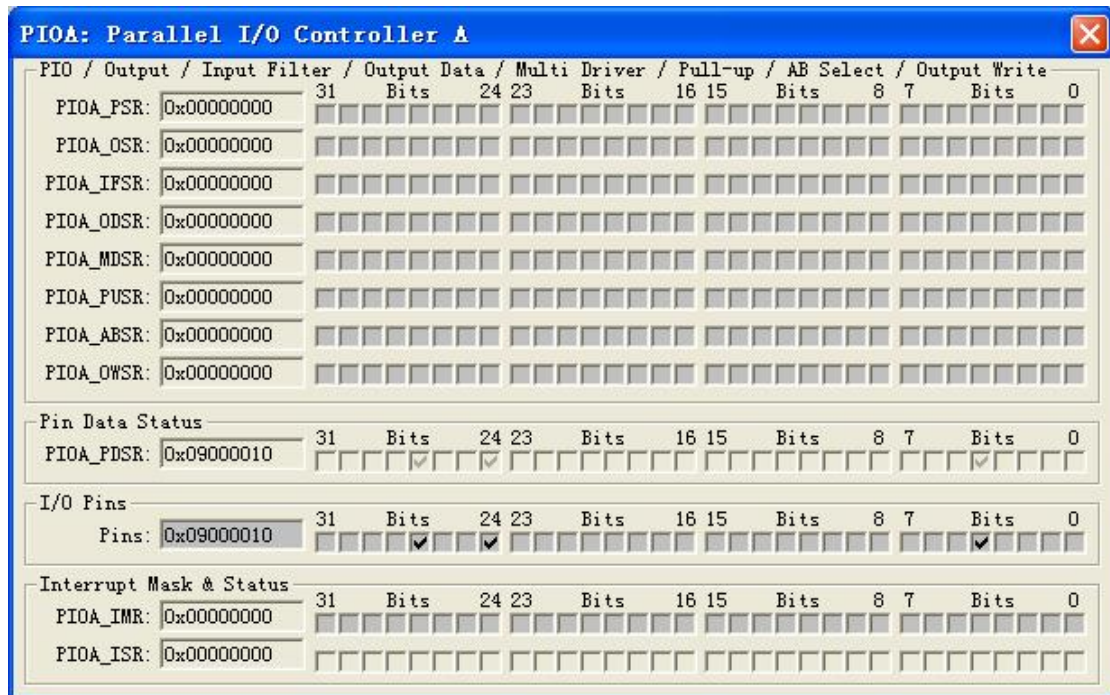 PIOA: Parallel I/O Controller A
PIO / Output / Input Filter / Output Data / Multi Driver / Pull-up / AB Select / Output Write
31 Bits 24 23 Bits 16 15 Bits 8 7 Bits 0
PIOA_PSR: 0x00000000
PIOA_OSR: 0x00000000
PIOA_IFSR: 0x00000000
PIOA_ODSR: 0x00000000
PIOA_MDSR: 0x00000000
PIOA_PUSR: 0x00000000
PIOA_ABSR: 0x00000000
PIOA_OWSR: 0x00000000
Pin Data Status
31 Bits 24 23 Bits 16 15 Bits 8 7 Bits 0
PIOA_PDSR: 0x09000010
I/O Pins
31 Bits 24 23 Bits 16 15 Bits 8 7 Bits 0
Pins: 0x09000010
Interrupt Mask & Status
31 Bits 24 23 Bits 16 15 Bits 8 7 Bits 0
PIOA_IMR: 0x00000000
PIOA_ISR: 0x00000000